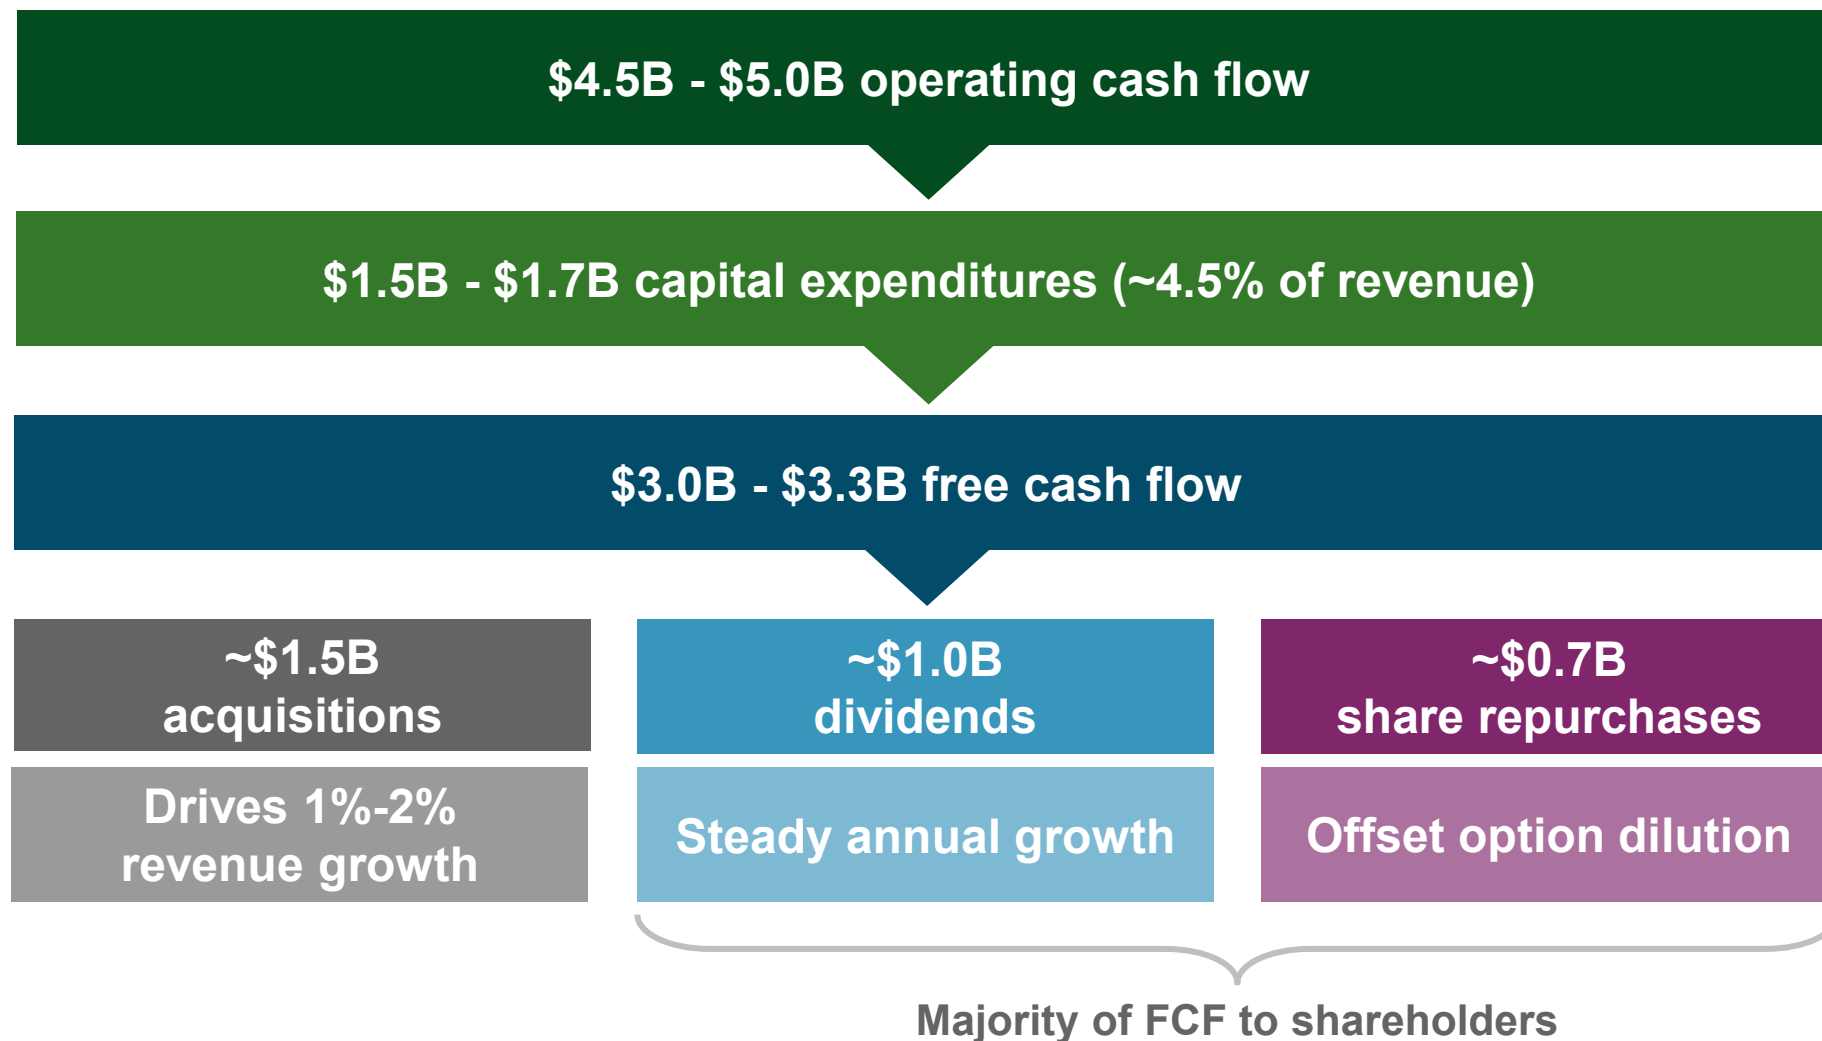 $4.5B - $5.0B operating cash flow
$1.5B - $1.7B capital expenditures (~4.5% of revenue)
$3.0B - $3.3B free cash flow
~$1.5B
acquisitions
Drives 1%-2%
revenue growth
~$1.0B
dividends
Steady annual growth
~$0.7B
share repurchases
Offset option dilution
Majority of FCF to shareholders